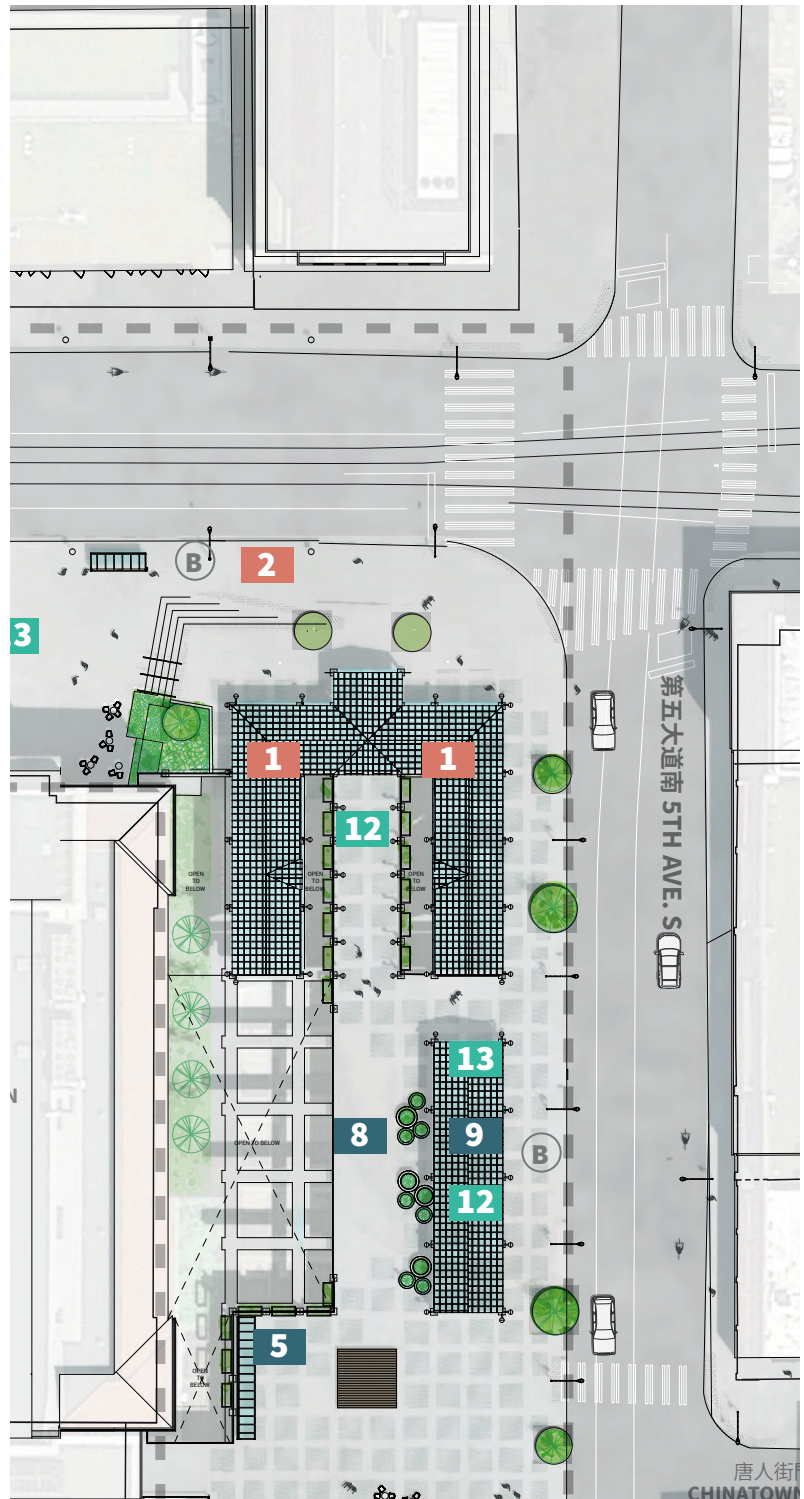 B
2
3
第五大道南 5TH AVE. S
1
1
12
OPEN
TO
BELOW
OPEN
TO
BELOW
OPEN
TO
BELOW
13
8
9
B
OPEN TO BELOW
12
5
OPEN
TO
BELOW
唐人街
CHINATOWN